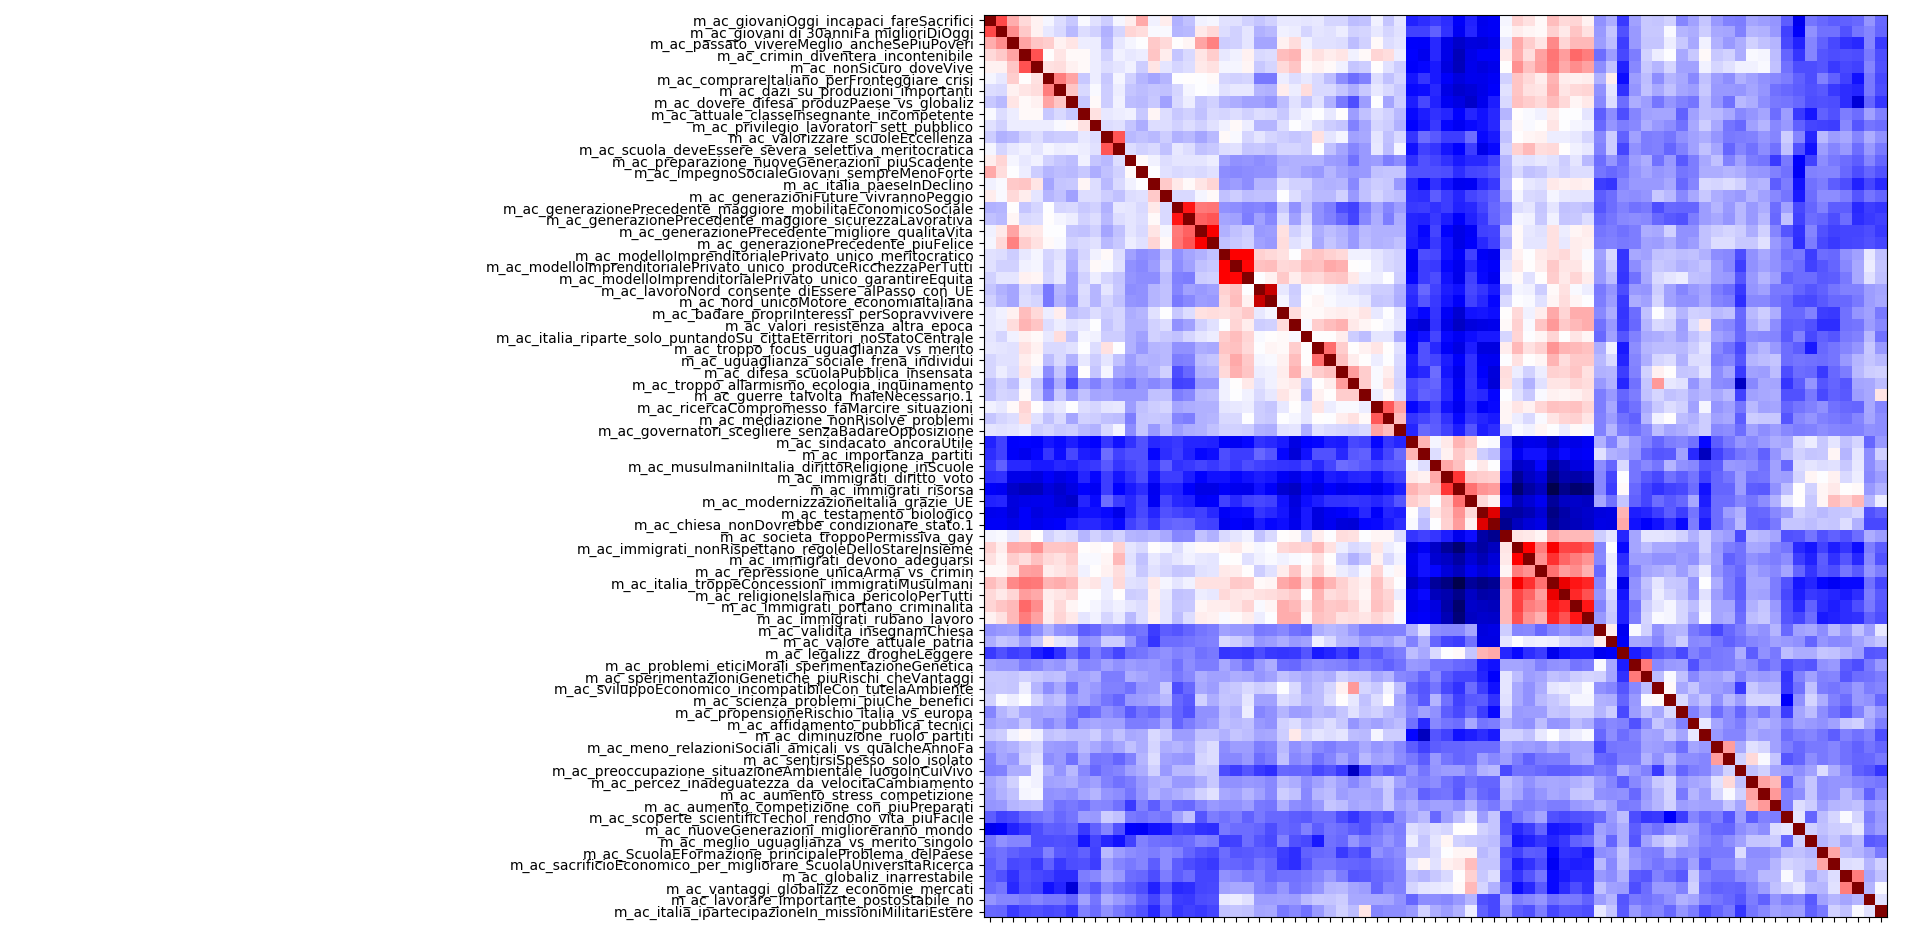 m_ac_giovaniOggi_incapaci_fareSacrifici
m_ac_giovani di 30anniFa miglioriDiOggi
m_ac_passato_vivereMeglio_ancheSePiuPoveri
m_ac_crimin_diventera_incontenibile
m_ac_nonSicuro_doveVive
m_ac_comprareItaliano_perFronteggiare_crisi
m_ac_dazi_su_produzioni_importanti
m_ac_dovere_difesa_produzPaese_vs_globaliz
m_ac_attuale_classeInsegnante_incompetente
m_ac_privilegio_lavoratori_sett_pubblico
m_ac_valorizzare_scuoleEccellenza
m_ac_scuola_deveEssere_severa_selettiva_meritocratica
m_ac_preparazione_nuoveGenerazioni_piuScadente
m_ac_impegnoSocialeGiovani_sempreMenoForte
m_ac_italia_paeseInDeclino
m_ac_generazioniFuture_vivrannoPeggio
m_ac_generazionePrecedente_maggiore_mobilitaEconomicoSociale
m_ac_generazionePrecedente_maggiore_sicurezzaLavorativa
m_ac_generazionePrecedente_migliore_qualitaVita
m_ac_generazionePrecedente_piuFelice
m_ac_modelloImprenditorialePrivato_unico_meritocratico
m_ac_modelloImprenditorialePrivato_unico_produceRicchezzaPerTutti
m_ac_modelloImprenditorialePrivato_unico_garantireEquita
m_ac_lavoroNord_consente_diEssere_alPasso_con_UE
m_ac_nord_unicoMotore_economiaItaliana
m_ac_badare_propriInteressi_perSopravvivere
m_ac_valori_resistenza_altra_epoca
m_ac_italia_riparte_solo_puntandoSu_cittaEterritori_noStatoCentrale
m_ac_troppo_focus_uguaglianza_vs_merito
m_ac_uguaglianza_sociale_frena_individui
m_ac_difesa_scuolaPubblica_insensata
m_ac_troppo_allarmismo_ecologia_inquinamento
m_ac_guerre_talvolta_maleNecessario.1
m_ac_ricercaCompromesso_faMarcire_situazioni
m_ac_mediazione_nonRisolve_problemi
m_ac_governatori_scegliere_senzaBadareOpposizione
m_ac_sindacato_ancoraUtile
m_ac_importanza_partiti
m_ac_musulmaniInItalia_dirittoReligione_inScuole
m_ac_immigrati_diritto_voto
m_ac_immigrati_risorsa
m_ac_modernizzazioneItalia_grazie_UE
m_ac_testamento_biologico
m_ac_chiesa_nonDovrebbe_condizionare_stato.1
m_ac_societa_troppoPermissiva_gay
m_ac_immigrati_nonRispettano_regoleDelloStareInsieme
m_ac_immigrati_devono_adeguarsi
m_ac_repressione_unicaArma_vs_crimin
m_ac_italia_troppeConcessioni_immigratiMusulmani
m_ac_religioneIslamica_pericoloPerTutti
m_ac_immigrati_portano_criminalita
m_ac_immigrati_rubano_lavoro
m_ac_validita_insegnamChiesa
m_ac_valore_attuale_patria
m_ac_legalizz_drogheLeggere
m_ac_problemi_eticiMorali_sperimentazioneGenetica
m_ac_sperimentazioniGenetiche_piuRischi_cheVantaggi
m_ac_sviluppoEconomico_incompatibileCon_tutelaAmbiente
m_ac_scienza_problemi_piuChe_benefici
m_ac_propensioneRischio_italia_vs_europa
m_ac_affidamento_pubblica_tecnici
m_ac_diminuzione_ruolo_partiti
m_ac_meno_relazioniSociali_amicali_vs_qualcheAnnoFa
m_ac_sentirsiSpesso_solo_isolato
m_ac_preoccupazione_situazioneAmbientale_luogoInCuiVivo
m_ac_percez_inadeguatezza_da_velocitaCambiamento
m_ac_aumento_stress_competizione
m_ac_aumento_competizione_con_piuPreparati
m_ac_scoperte_scientificTechol_rendono_vita_piuFacile
m_ac_nuoveGenerazioni_miglioreranno_mondo
m_ac_meglio_uguaglianza_vs_merito_singolo
m_ac_ScuolaEFormazione_principaleProblema_delPaese
m_ac_sacrificioEconomico_per_migliorare_ScuolaUniversitaRicerca
m_ac_globaliz_inarrestabile
m_ac_vantaggi_globalizz_economie_mercati
m_ac_lavorare_importante_postoStabile_no
m_ac_italia_ipartecipazioneIn_missioniMilitariEstere